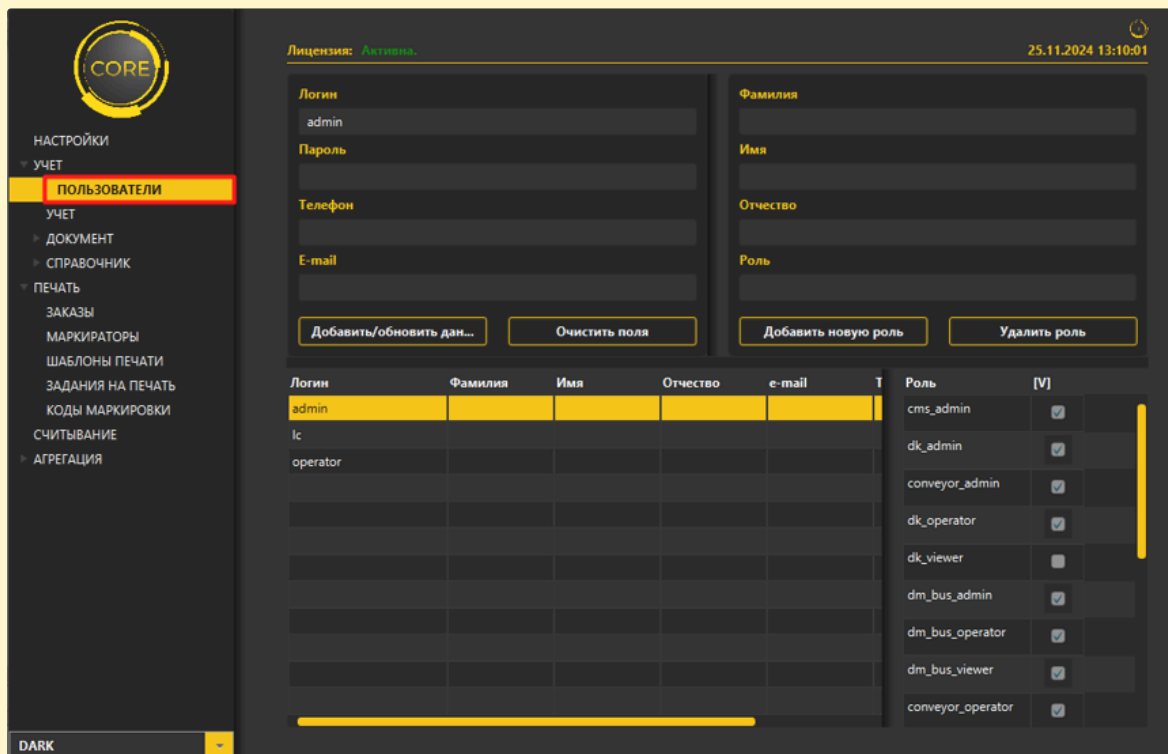 CORE
НАСТРОЙКИ
УЧЕТ
ПОЛЬЗОВАТЕЛИ
УЧЕТ
ДОКУМЕНТ
СПРАВОЧНИК
ПЕЧАТЬ
ЗАКАЗЫ
МАРКИРАТОРЫ
ШАБЛОНЫ ПЕЧАТИ
ЗАДАНИЯ НА ПЕЧАТЬ
КОДЫ МАРКИРОВКИ
СЧИТЫВАНИЕ
АГРЕГАЦИЯ
DARK
Лицензия: Активна. 25.11.2024 13:10:01
Логин
admin
Пароль
Телефон
E-mail
Добавить/обновить дан... Очистить поля
Фамилия
Имя
Отчество
Роль
Добавить новую роль Удалить роль
Логин Фамилия Имя Отчество e-mail Т
admin
lc
operator
Роль [V]
cms_admin
dk_admin
conveyor_admin
dk_operator
dk_viewer
dm_bus_admin
dm_bus_operator
dm_bus_viewer
conveyor_operator